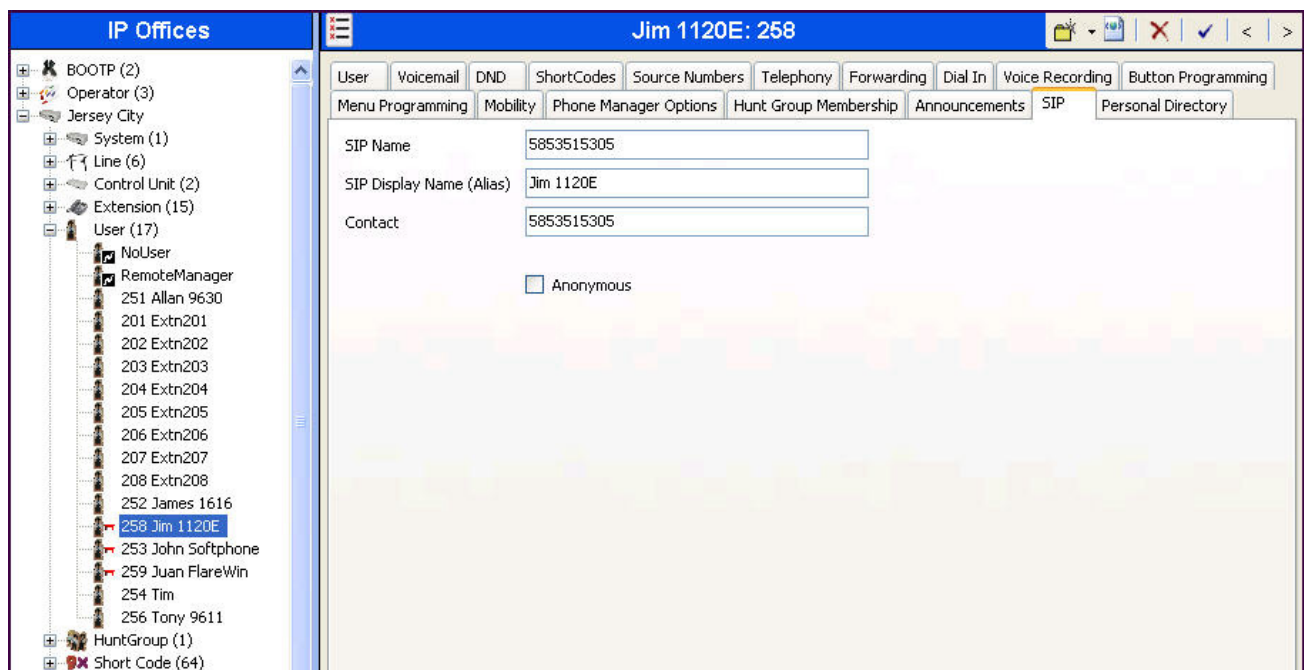 IP Offices
Jim 1120E: 258
BOOTP (2)
Operator (3)
Jersey City
System (1)
Line (6)
Control Unit (2)
Extension (15)
User (17)
NoUser
RemoteManager
251 Allan 9630
201 Extn201
202 Extn202
203 Extn203
204 Extn204
205 Extn205
206 Extn206
207 Extn207
208 Extn208
252 James 1616
258 Jim 1120E
253 John Softphone
259 Juan FlareWin
254 Tim
256 Tony 9611
HuntGroup (1)
Short Code (64)
User Voicemail DND ShortCodes Source Numbers Telephony Forwarding Dial In Voice Recording Button Programming
Menu Programming Mobility Phone Manager Options Hunt Group Membership Announcements SIP Personal Directory
SIP Name 5853515305
SIP Display Name (Alias) Jim 1120E
Contact 5853515305
Anonymous